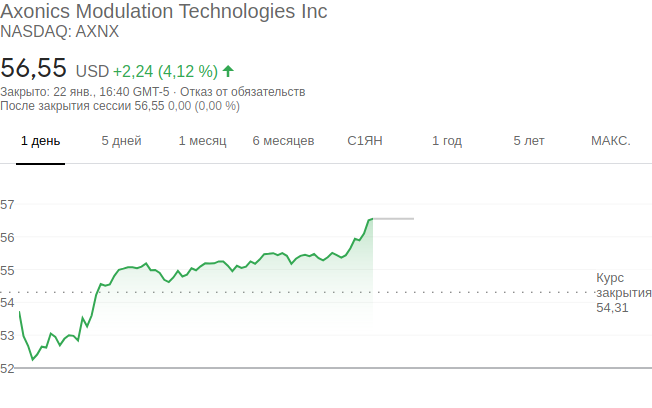 Axonics Modulation Technologies Inc
NASDAQ: AXNX
56,55 USD +2,24 (4,12 %)
Закрыто: 22 янв., 16:40 GMT-5 · Отказ от обязательств
После закрытия сессии 56,55 0,00 (0,00 %)
1 день 5 дней 1 месяц 6 месяцев С1ЯН 1 год 5 лет МАКС.
57
56
55
54
53
52
Курс
закрытия
54,31